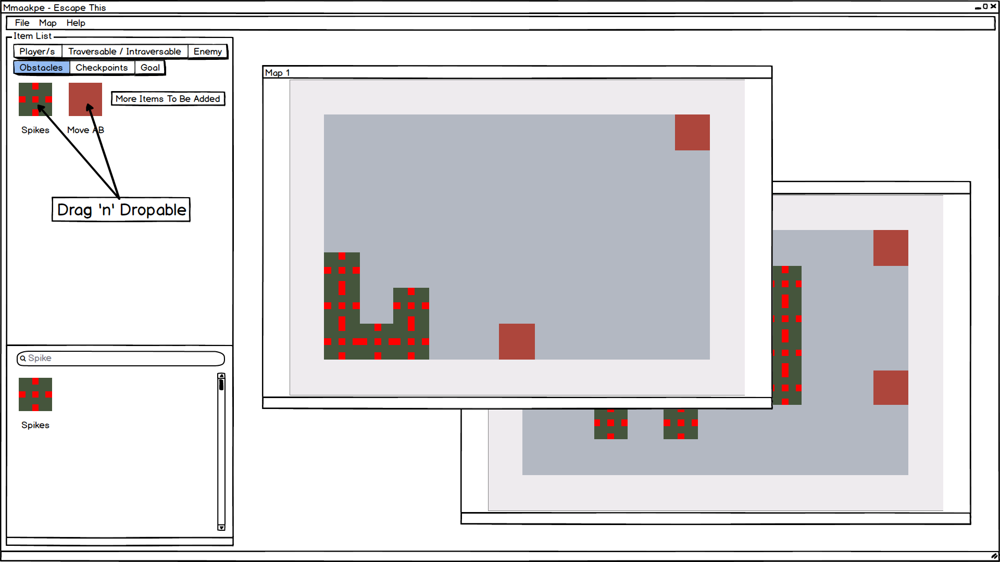 Mmaakpe - Escape This
File Map Help
Item List
Player/s Traversable / Intraversable Enemy
Obstacles Checkpoints Goal
More Items To Be Added
Spikes Move AB
Drag 'n' Dropable
Spike
Spikes
Map 1